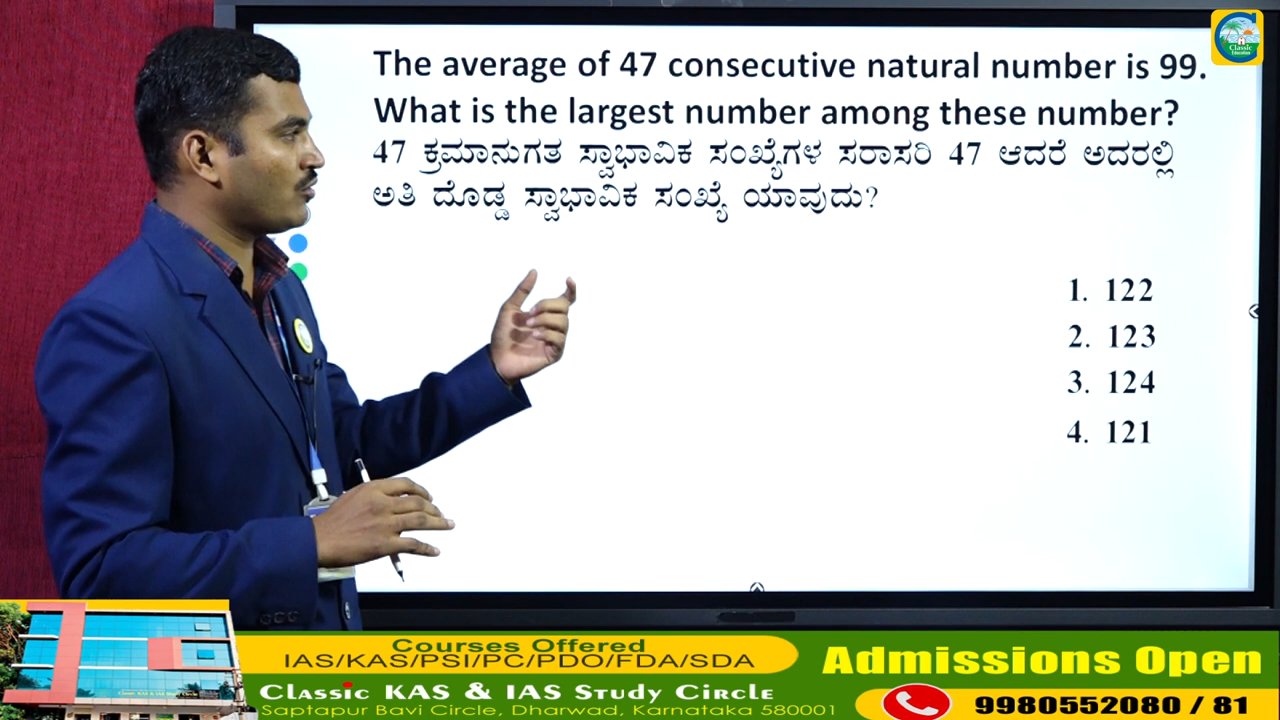 The average of 47 consecutive natural number is 99.
What is the largest number among these number?
47 ಕ್ರಮಾನುಗತ ಸ್ವಾಭಾವಿಕ ಸಂಖ್ಯೆಗಳ ಸರಾಸರಿ 47 ಆದರೆ ಅದರಲ್ಲಿ
ಅತಿ ದೊಡ್ಡ ಸ್ವಾಭಾವಿಕ ಸಂಖ್ಯೆ ಯಾವುದು?
1. 122
2. 123
3. 124
4. 121
Classic
Education
Courses Offered
IAS/KAS/PSI/PC/PDO/FDA/SDA
Classic KAS & IAS Study Circle
Saptapur Bavi Circle, Dharwad, Karnataka 580001
Admissions Open
9980552080 / 81